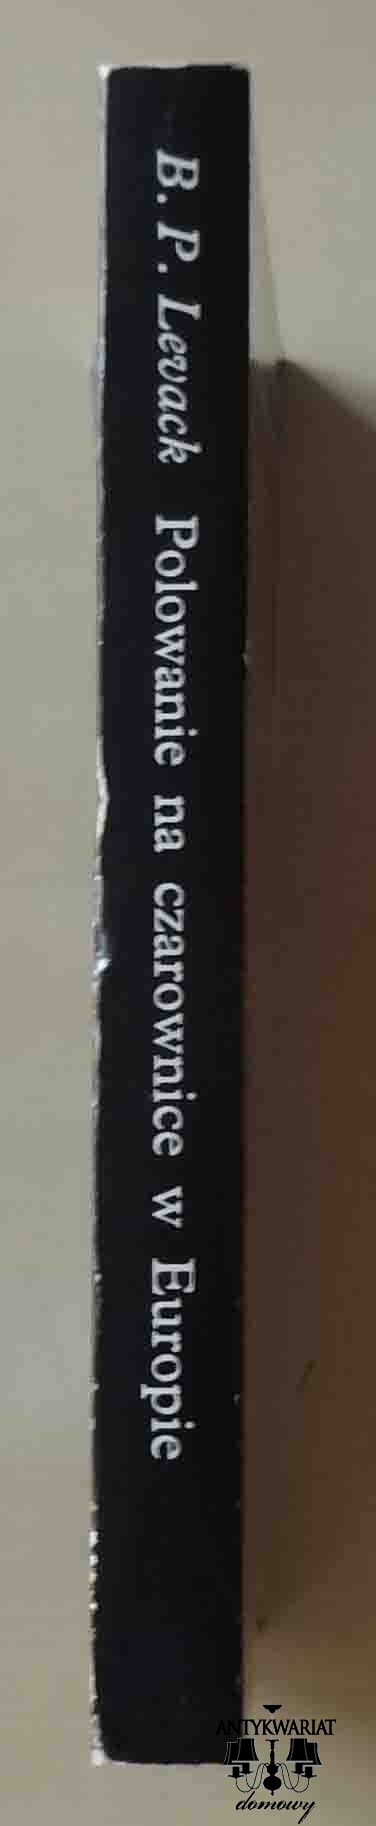 B. P. Levack Polowanie na czarownice w Europie
ANTYKWARIAT
domowy